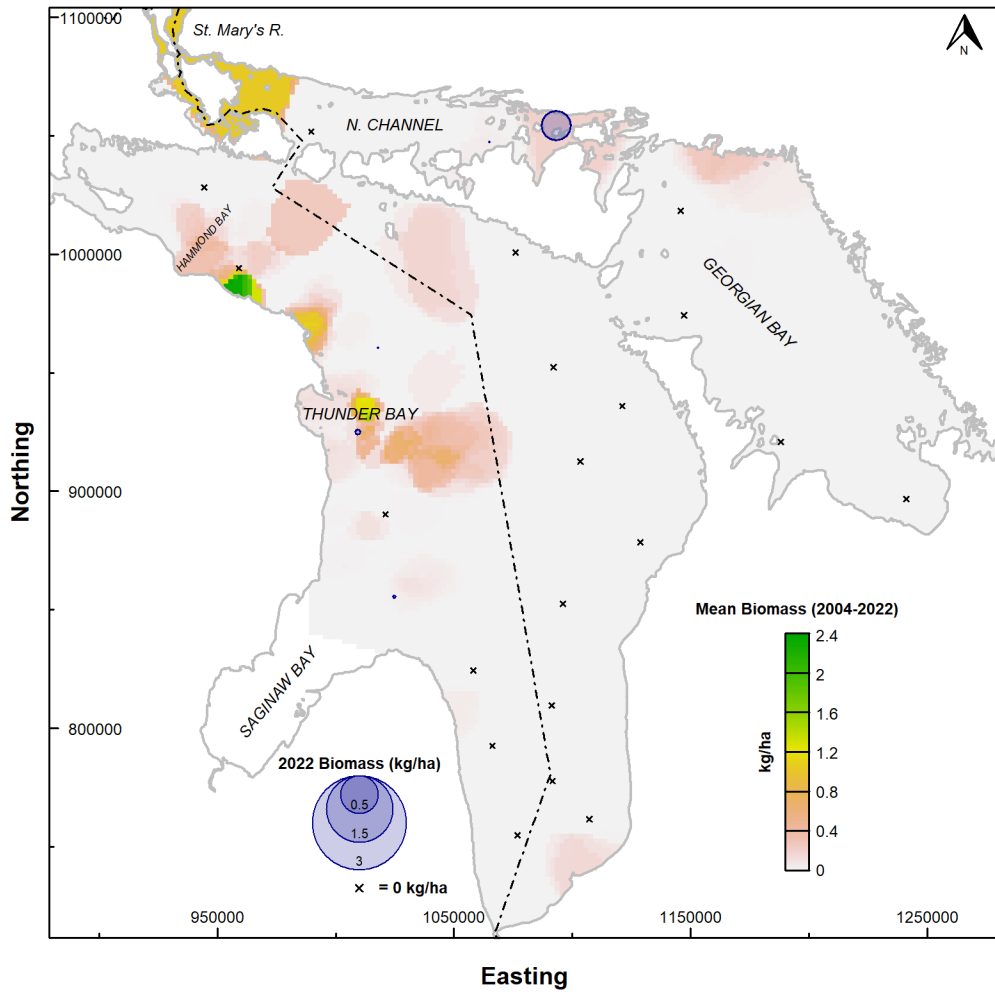 1100000
St. Mary's R.
N
N. CHANNEL
HAMMOND BAY
1000000
GEORGIAN BAY
THUNDER BAY
Northing
900000
SAGINAW BAY
800000
Mean Biomass (2004-2022)
kg/ha
2.4
2
1.6
1.2
0.8
0.4
0
2022 Biomass (kg/ha)
0.5
1.5
3
× = 0 kg/ha
950000
1050000
1150000
1250000
Easting